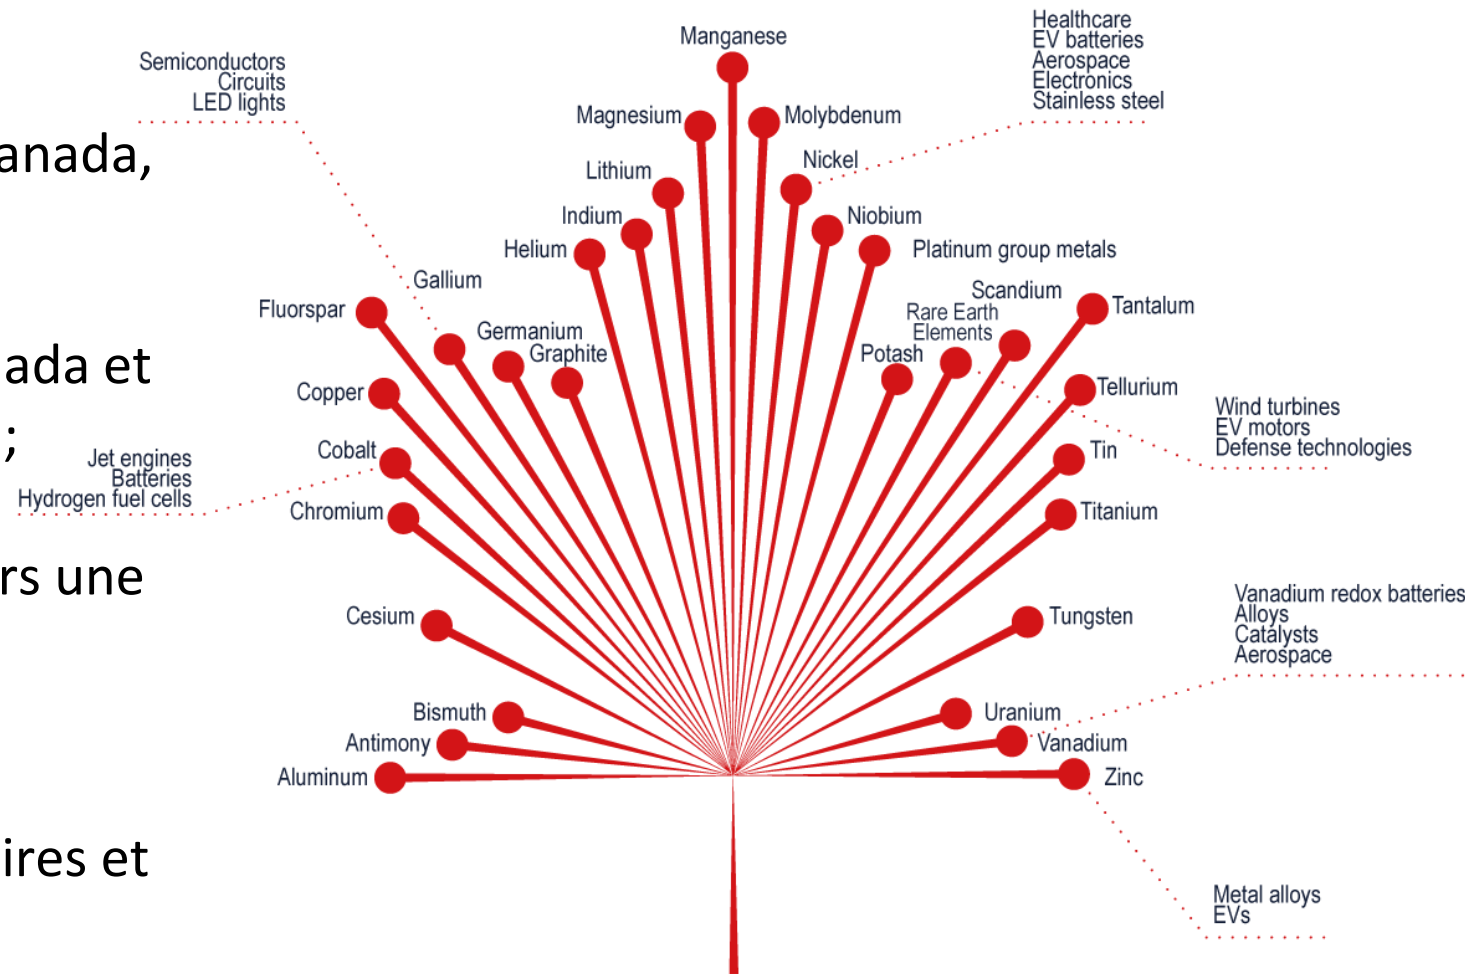 anada,
ada et
;
rs une
ires et
Semiconductors
Circuits
LED lights
Manganese
Healthcare
EV batteries
Aerospace
Electronics
Stainless steel
Magnesium
Molybdenum
Lithium
Nickel
Indium
Niobium
Helium
Platinum group metals
Gallium
Scandium
Fluorspar
Rare Earth
Elements
Tantalum
Germanium
Graphite
Potash
Copper
Tellurium
Wind turbines
EV motors
Defense technologies
Cobalt
Tin
Jet engines
Batteries
Hydrogen fuel cells
Chromium
Titanium
Cesium
Tungsten
Vanadium redox batteries
Alloys
Catalysts
Aerospace
Bismuth
Uranium
Antimony
Vanadium
Aluminum
Zinc
Metal alloys
EVs